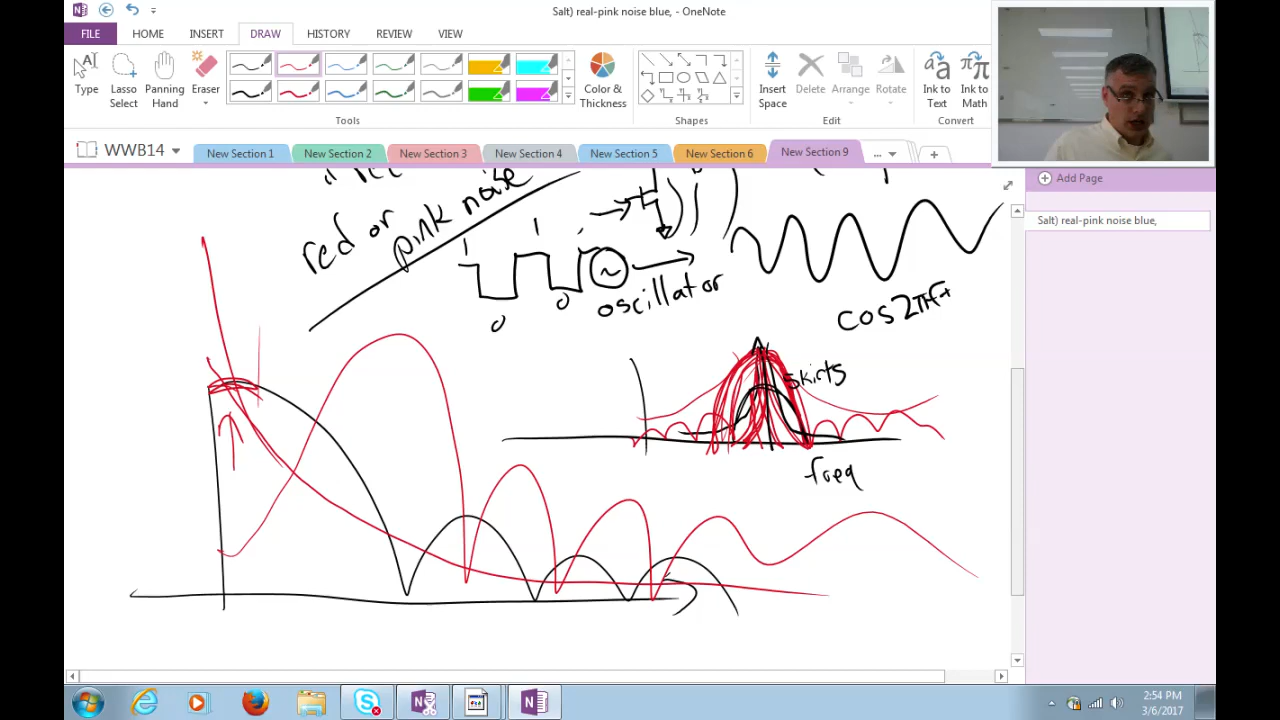 Salt) real-pink noise blue, - OneNote
FILE HOME INSERT DRAW HISTORY REVIEW VIEW
Type
Lasso Select
Panning Hand
Eraser
Color & Thickness
Insert Space
Delete Arrange Rotate
Ink to Text
Ink to Math
Tools Shapes Edit Convert
WWB14 New Section 1 New Section 2 New Section 3 New Section 4 New Section 5 New Section 6 New Section 9 ...
Add Page
Salt) real-pink noise blue,
red or
pink noise
1 1
0 0
oscillator
cos2πft
skirts
freq
2:54 PM
3/6/2017